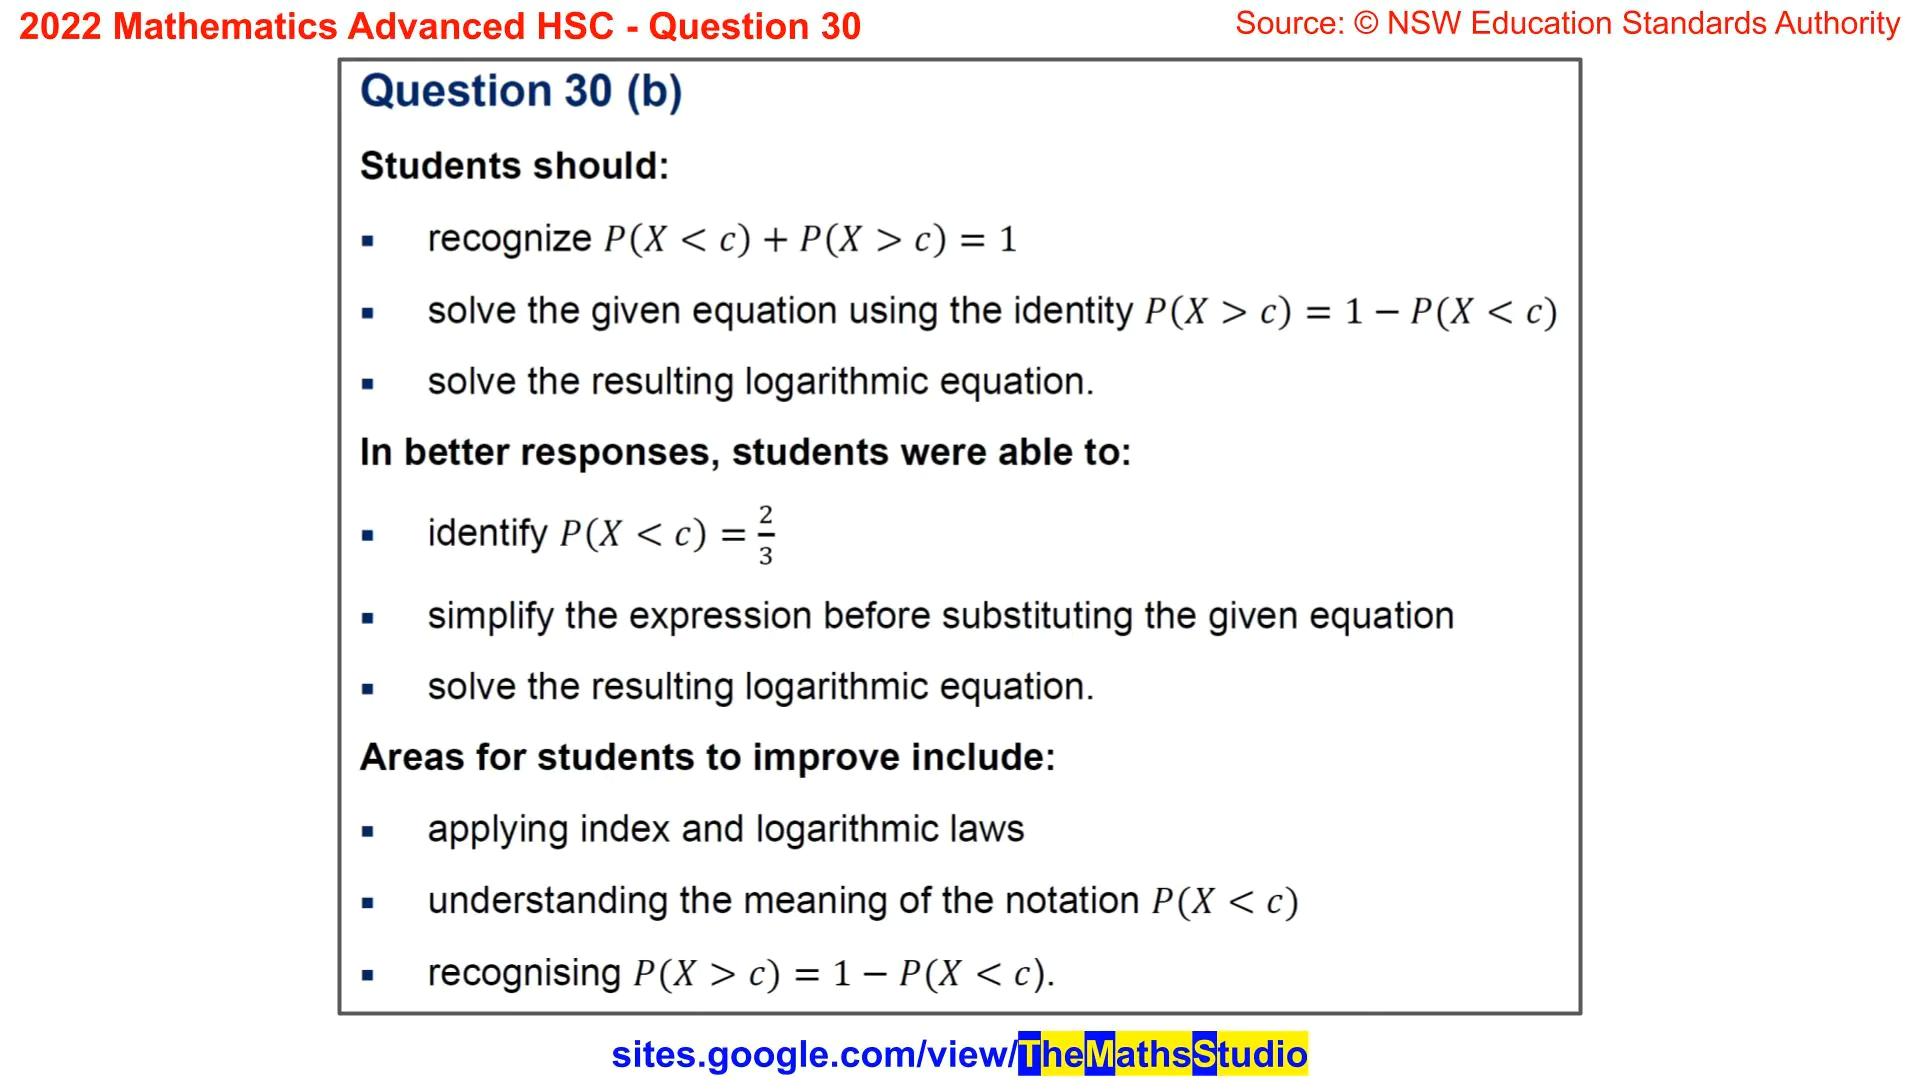 2022 Mathematics Advanced HSC - Question 30
Source: © NSW Education Standards Authority
Question 30 (b)
Students should:
▪ recognize P(X < c) + P(X > c) = 1
▪ solve the given equation using the identity P(X > c) = 1 − P(X < c)
▪ solve the resulting logarithmic equation.
In better responses, students were able to:
▪ identify P(X < c) = 2/3
▪ simplify the expression before substituting the given equation
▪ solve the resulting logarithmic equation.
Areas for students to improve include:
▪ applying index and logarithmic laws
▪ understanding the meaning of the notation P(X < c)
▪ recognising P(X > c) = 1 − P(X < c).
sites.google.com/view/TheMathsStudio